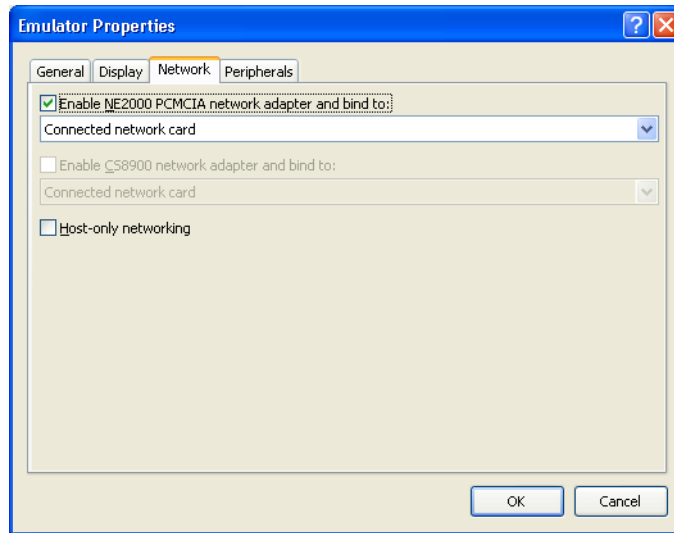 Emulator Properties
General Display Network Peripherals
Enable NE2000 PCMCIA network adapter and bind to:
Connected network card
Enable CS8900 network adapter and bind to:
Connected network card
Host-only networking
OK Cancel